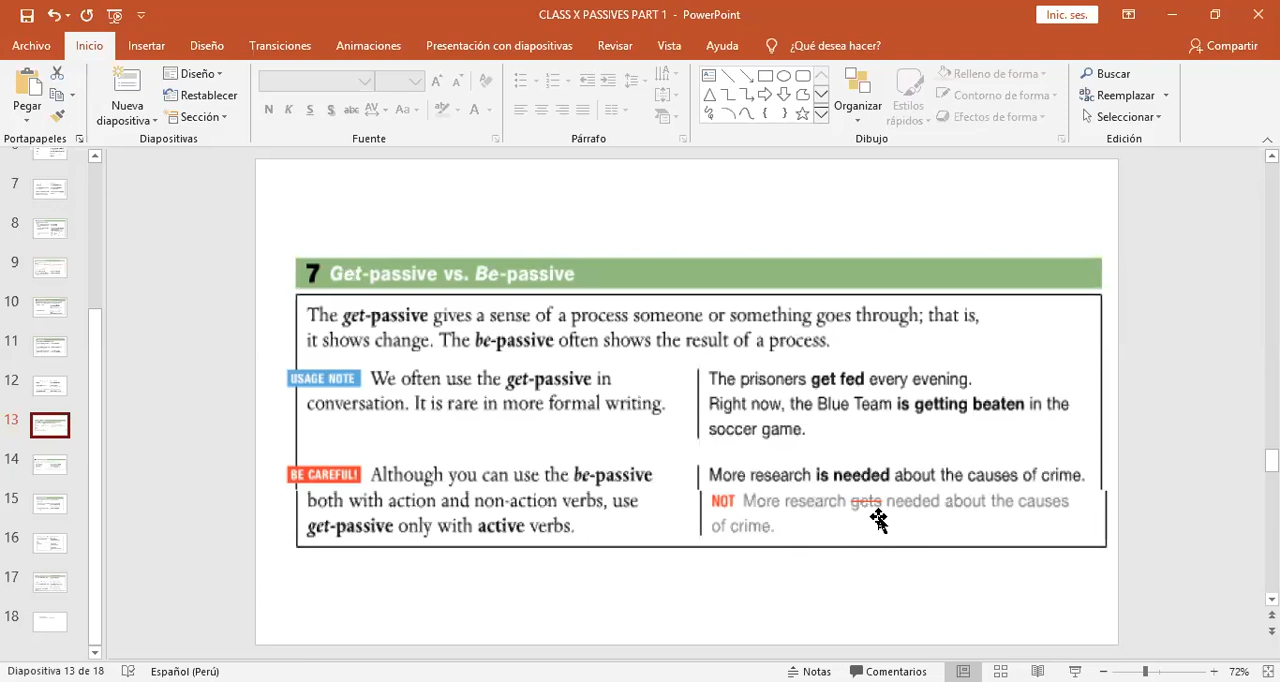 CLASS X PASSIVES PART 1 - PowerPoint
Inic. ses.
Archivo Inicio Insertar Diseño Transiciones Animaciones Presentación con diapositivas Revisar Vista Ayuda ¿Qué desea hacer? Compartir
Pegar
Nueva diapositiva
Diseño
Restablecer
Sección
N K S S abc AV Aa A
Organizar
Estilos rápidos
Relleno de forma
Contorno de forma
Efectos de forma
Buscar
Reemplazar
Seleccionar
Portapapeles Diapositivas Fuente Párrafo Dibujo Edición
7
8
9
10
11
12
13
14
15
16
17
18
7 Get-passive vs. Be-passive
The get-passive gives a sense of a process someone or something goes through; that is,
it shows change. The be-passive often shows the result of a process.
USAGE NOTE We often use the get-passive in
conversation. It is rare in more formal writing.
The prisoners get fed every evening.
Right now, the Blue Team is getting beaten in the
soccer game.
BE CAREFUL! Although you can use the be-passive
both with action and non-action verbs, use
get-passive only with active verbs.
More research is needed about the causes of crime.
NOT More research gets needed about the causes
of crime.
Diapositiva 13 de 18 Español (Perú) Notas Comentarios 72%